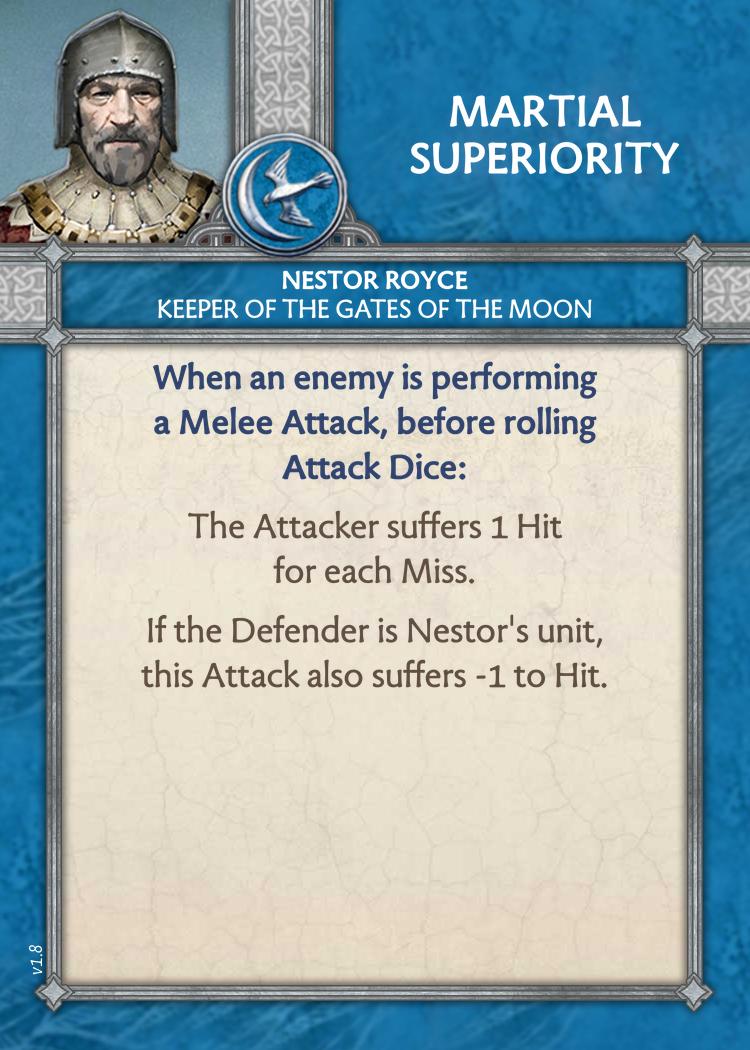 MARTIAL
SUPERIORITY
NESTOR ROYCE
KEEPER OF THE GATES OF THE MOON
When an enemy is performing
a Melee Attack, before rolling
Attack Dice:
The Attacker suffers 1 Hit
for each Miss.
If the Defender is Nestor's unit,
this Attack also suffers -1 to Hit.
v1.8